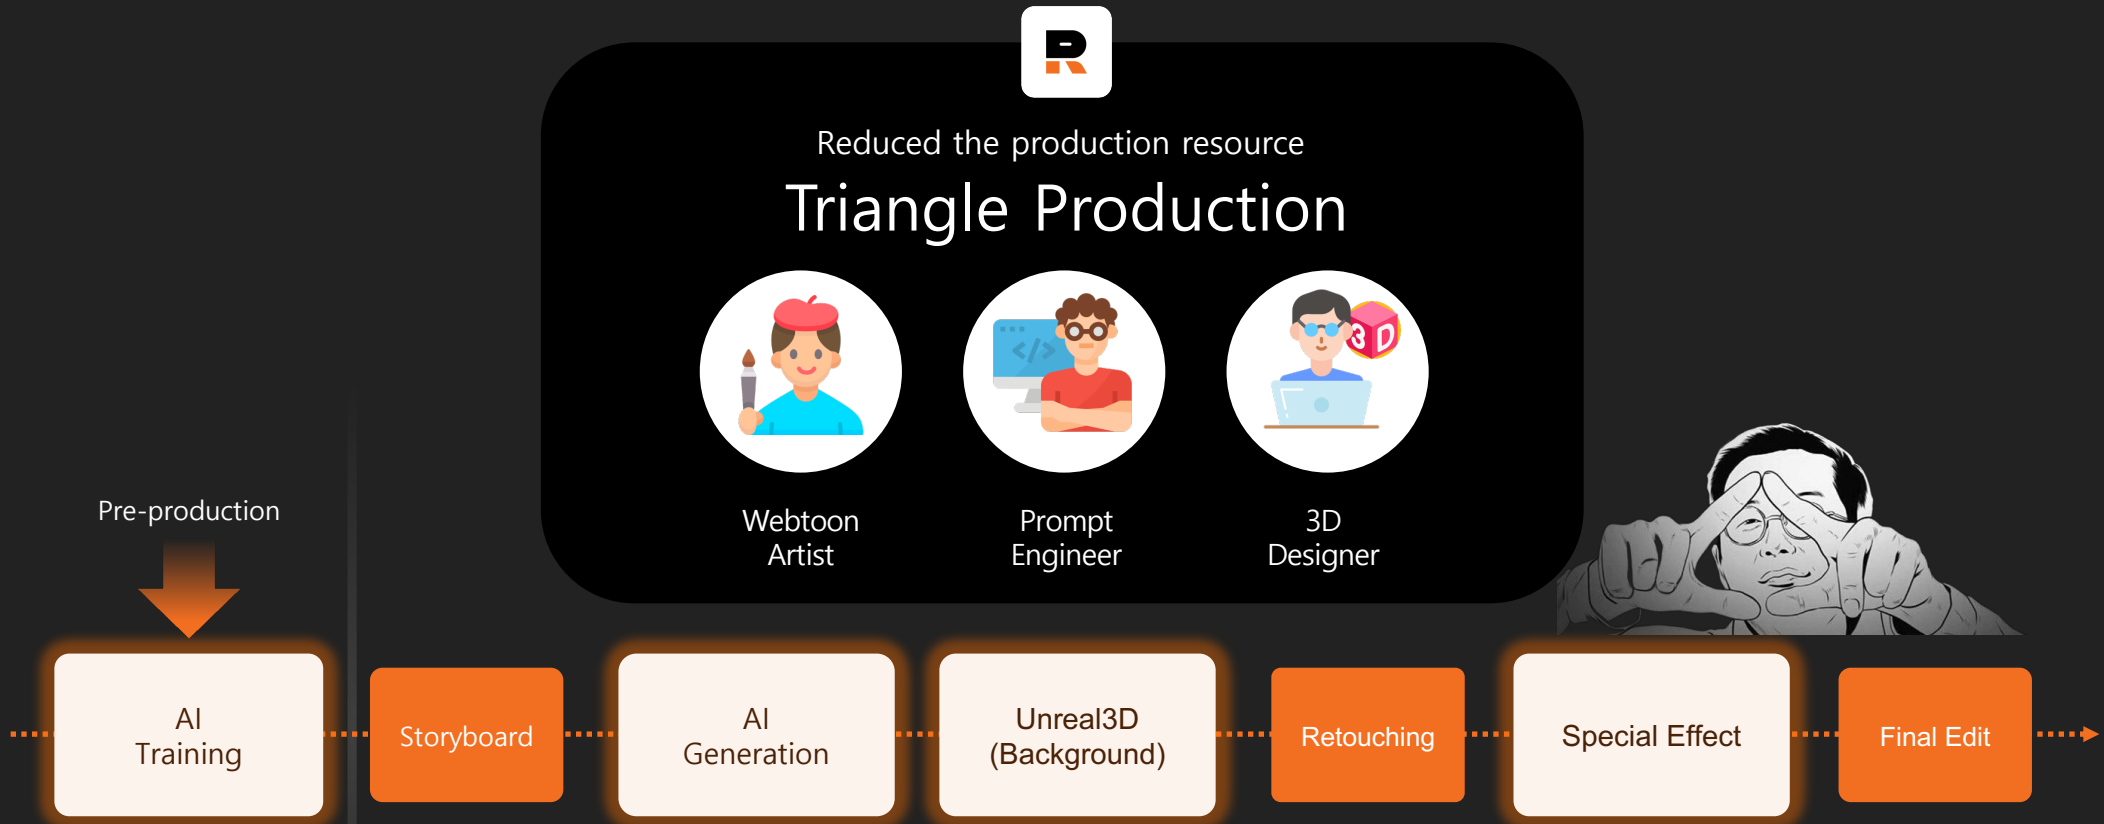 R
Reduced the production resource
Triangle Production
</>
3D
Webtoon
Artist
Prompt
Engineer
3D
Designer
Pre-production
AI
Training
Storyboard
AI
Generation
Unreal3D
(Background)
Retouching
Special Effect
Final Edit